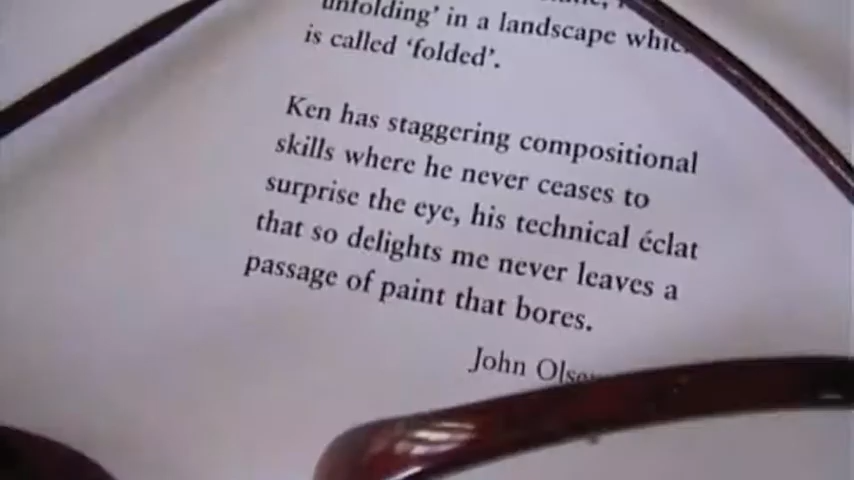 unfolding' in a landscape
is called 'folded'.
Ken has staggering compositional
skills where he never ceases to
surprise the eye, his technical éclat
that so delights me never leaves a
passage of paint that bores.
John